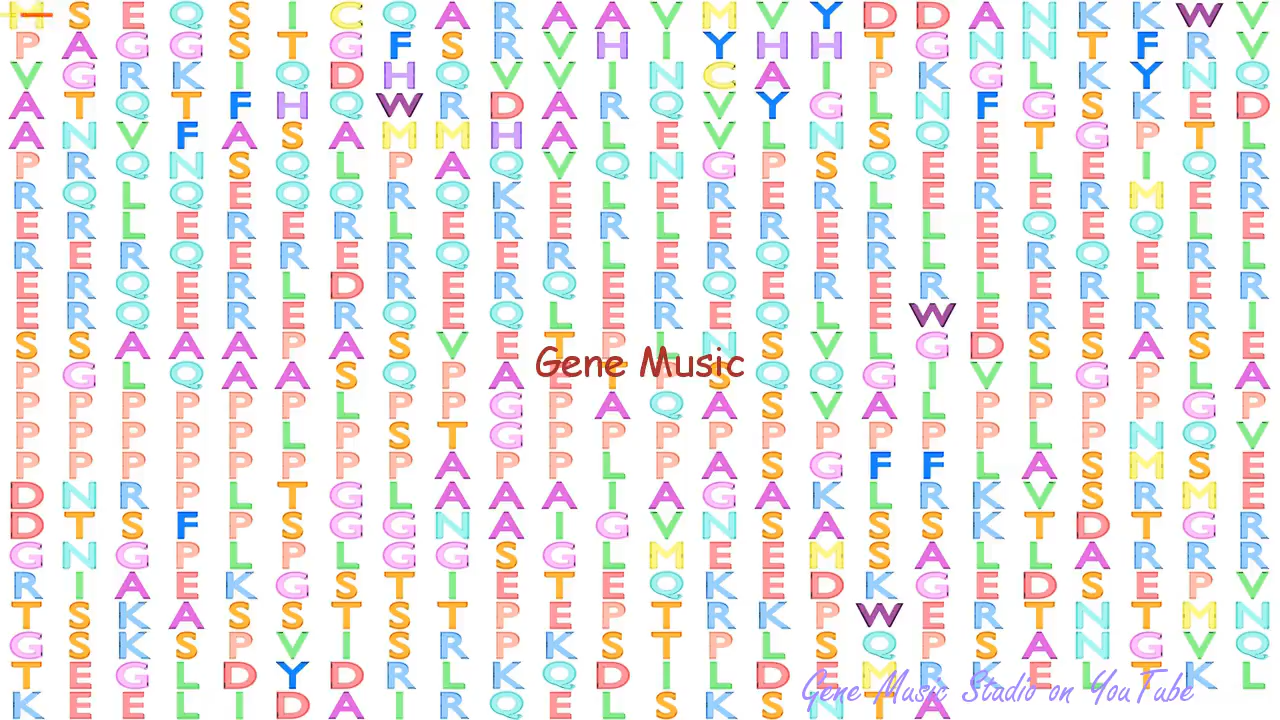 M S E Q S I C Q A R A A V M V Y D D A N K K W V
P A G G S T G F S R V H I Y H H T G N N T F R V
V G R K I Q D H Q V V I N C A I P K G L K Y N Q
A T Q T F H Q W R D A R Q V Y G L N F G S K E D
A N V F A S A M M H A L E V L N S Q E T G P T L
P R Q N S Q L P A Q V Q N G P S Q E E L E I Q R
R L Q Q E Q Q R Q K E L E R E R L E E R E M E R
E R L E R E R L E R E R L E R E R L E Q R Q L E
R E R Q E R E R E E R L E R Q E R L E R Q E R L
E R Q E R L D R Q E Q E R Q E R E R L E R L E R
E R Q E E R R Q E Q L E R E Q L E W E R E R R I
S S A A A P A S V E T P L N S V L G D S S A S E
Gene Music
P G L Q A A S Q P A E T P S Q Q G I V L G P L A
P P P P P P L P P G P A Q A S V A L P P P P G P
P P P P P L P S T G P P P P P P P P P L P N Q V
P P P P P P P P A P P L P A S G F F L A S M S E
D N R P L T G L A A A I A G A K L R K V S R M E
D T S F P S G G N A I G V N S A S S K T D T G R
G N G P L P L G G S G L M E E M S A L L A R R R
R I A E K G S T I E T E Q K E D K G E D S E P V
T S K A S S T S T P E P T R K P W E R T N T M N
G S K S P V I S R P K S T P L S Q P S A N G V Q
T E G L D Y D R L K Q D L K D E M R K E L T K L
Gene Music Studio on YouTube
K E E I D A I R Q E L S K S N T A